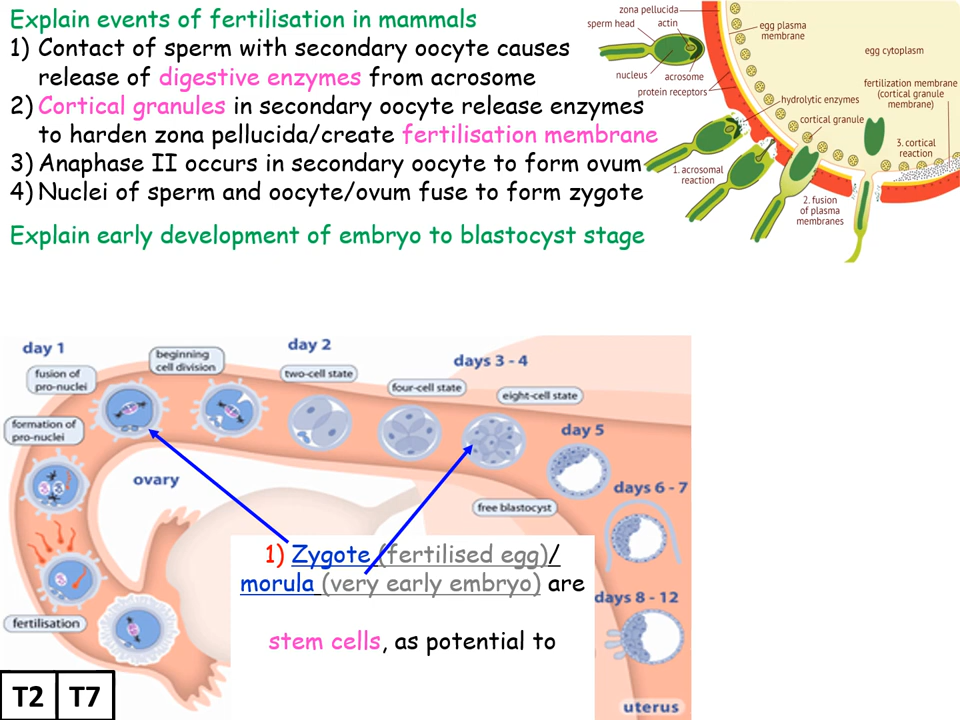 Explain events of fertilisation in mammals
1) Contact of sperm with secondary oocyte causes
release of digestive enzymes from acrosome
2) Cortical granules in secondary oocyte release enzymes
to harden zona pellucida/create fertilisation membrane
3) Anaphase II occurs in secondary oocyte to form ovum
4) Nuclei of sperm and oocyte/ovum fuse to form zygote
Explain early development of embryo to blastocyst stage
zona pellucida
sperm head
actin
egg plasma
membrane
egg cytoplasm
nucleus
acrosome
protein receptors
fertilization membrane
(cortical granule
membrane)
hydrolytic enzymes
cortical granule
3. cortical
reaction
1. acrosomal
reaction
2. fusion
of plasma
membranes
day 1
fusion of
pro-nuclei
beginning
cell division
day 2
two-cell state
days 3 - 4
four-cell state
eight-cell state
formation of
pro-nuclei
day 5
ovary
days 6 - 7
free blastocyst
1) Zygote (fertilised egg)/
morula (very early embryo) are
stem cells, as potential to
days 8 - 12
fertilisation
uterus
T2 T7